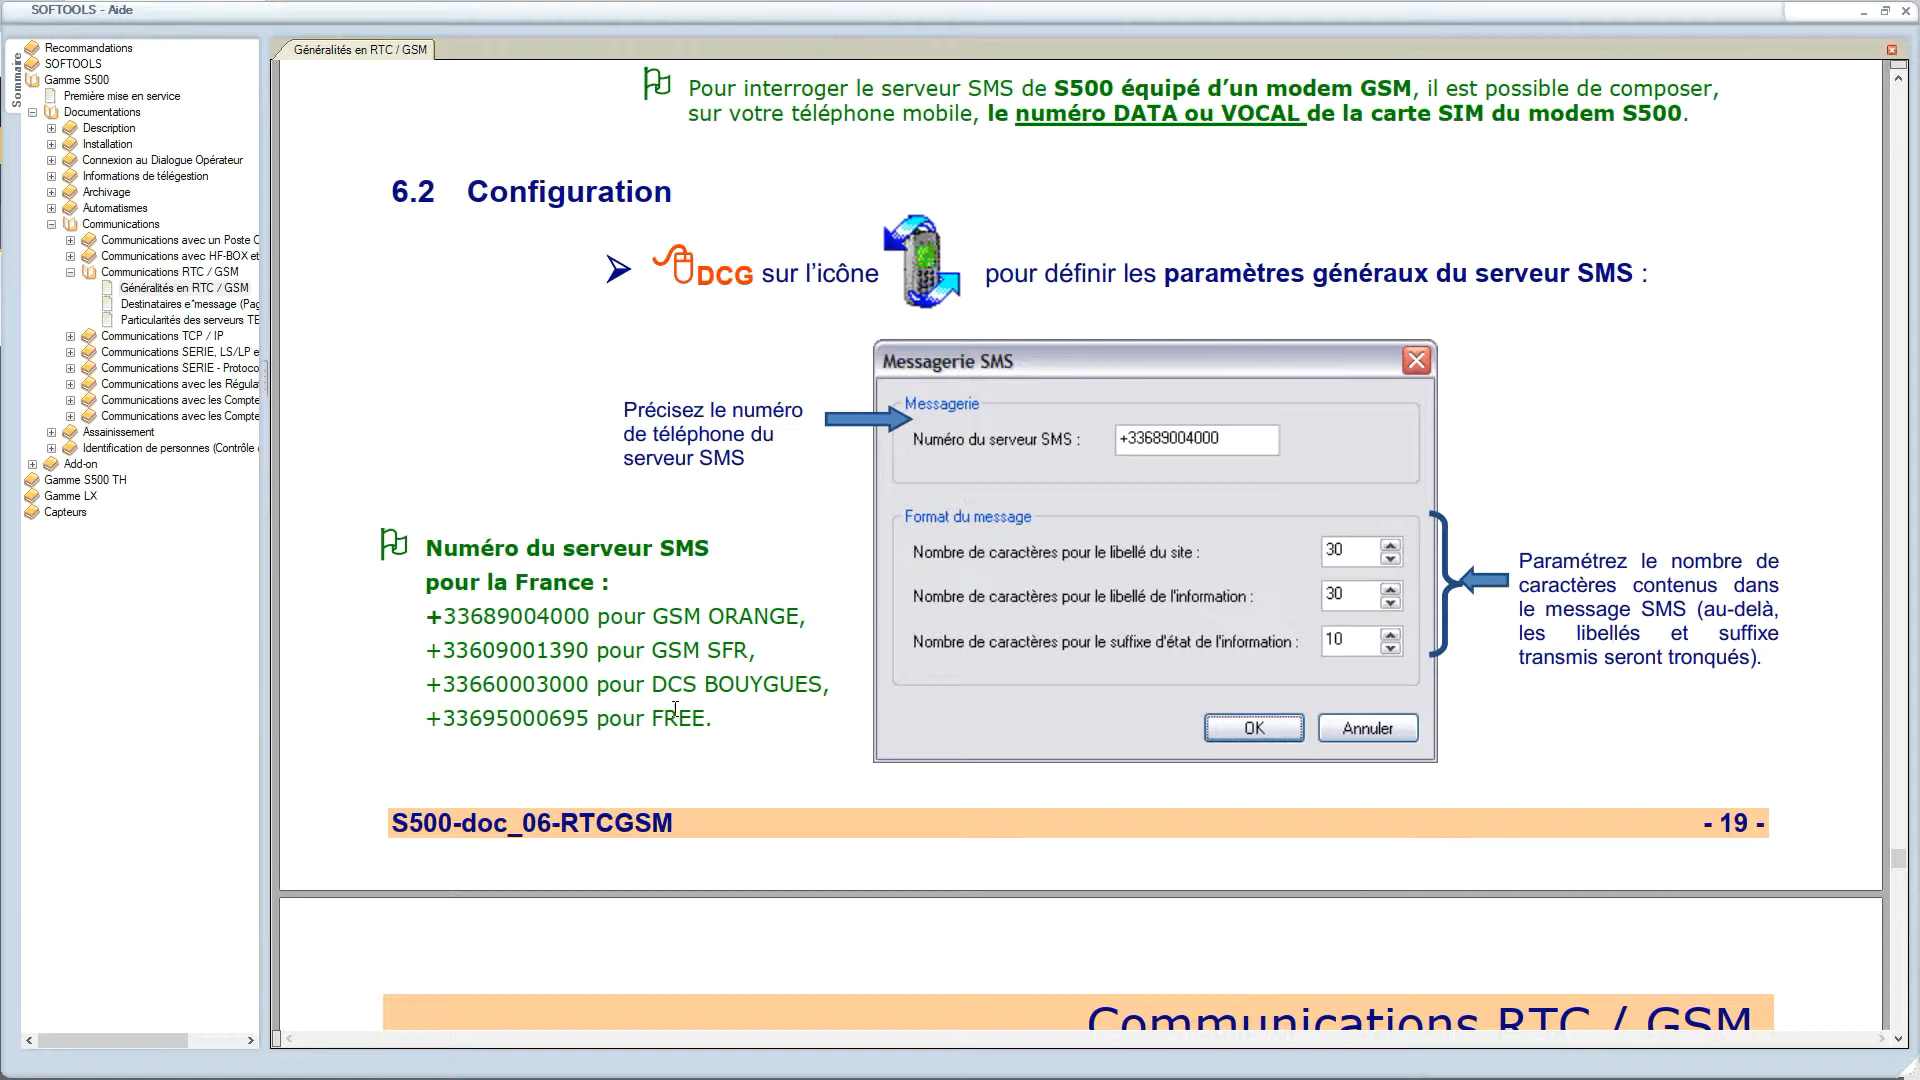 SOFTOOLS - Aide
Sommaire
Recommandations
SOFTOOLS
Gamme S500
Première mise en service
Documentations
Description
Installation
Connexion au Dialogue Opérateur
Informations de télégestion
Archivage
Automatismes
Communications
Communications avec un Poste C
Communications avec HF-BOX et
Communications RTC / GSM
Généralités en RTC / GSM
Destinataires e*message (Pag
Particularités des serveurs TE
Communications TCP / IP
Communications SERIE, LS/LP e
Communications SERIE - Protoco
Communications avec les Régula
Communications avec les Compte
Communications avec les Compte
Assainissement
Identification de personnes (Contrôle
Add-on
Gamme S500 TH
Gamme LX
Capteurs
Généralités en RTC / GSM
Pour interroger le serveur SMS de S500 équipé d’un modem GSM, il est possible de composer,
sur votre téléphone mobile, le numéro DATA ou VOCAL de la carte SIM du modem S500.
6.2 Configuration
DCG sur l’icône pour définir les paramètres généraux du serveur SMS :
Précisez le numéro
de téléphone du
serveur SMS
Messagerie SMS
Messagerie
Numéro du serveur SMS : +33689004000
Format du message
Nombre de caractères pour le libellé du site : 30
Nombre de caractères pour le libellé de l'information : 30
Nombre de caractères pour le suffixe d'état de l'information : 10
OK Annuler
Numéro du serveur SMS
pour la France :
+33689004000 pour GSM ORANGE,
+33609001390 pour GSM SFR,
+33660003000 pour DCS BOUYGUES,
+33695000695 pour FREE.
Paramétrez le nombre de
caractères contenus dans
le message SMS (au-delà,
les libellés et suffixe
transmis seront tronqués).
S500-doc_06-RTCGSM - 19 -
Communications RTC / GSM